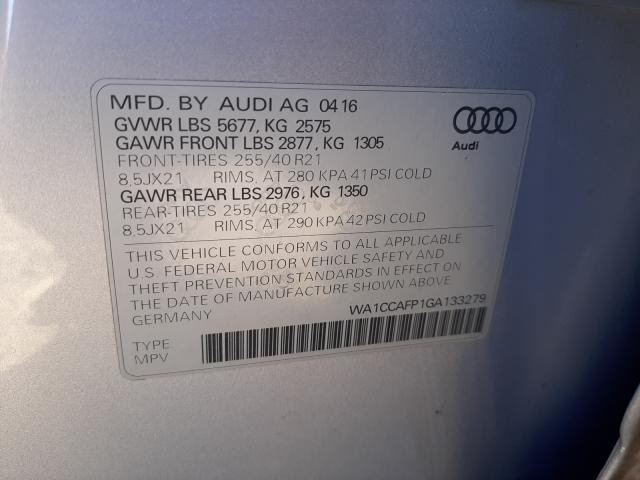 MFD. BY AUDI AG 04 16
GVWR LBS 5677, KG 2575
GAWR FRONT LBS 2877, KG 1305
FRONT-TIRES 255/40 R21
8,5JX21 RIMS, AT 280 KPA 41 PSI COLD
GAWR REAR LBS 2976, KG 1350
REAR-TIRES 255/40 R21
8,5JX21 RIMS, AT 290 KPA 42 PSI COLD
Audi
THIS VEHICLE CONFORMS TO ALL APPLICABLE
U.S. FEDERAL MOTOR VEHICLE SAFETY AND
THEFT PREVENTION STANDARDS IN EFFECT ON
THE DATE OF MANUFACTURE SHOWN ABOVE
GERMANY
WA1CCAFP1GA133279
TYPE
MPV